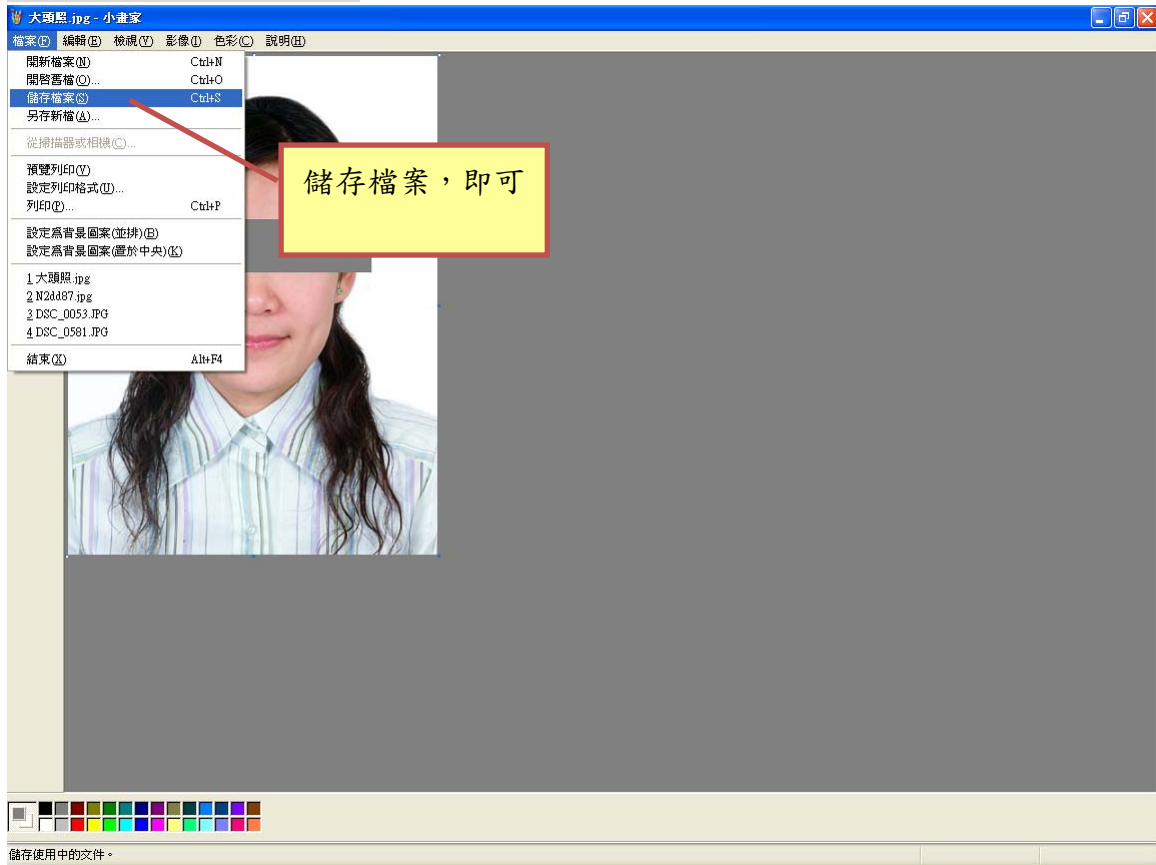 大頭照.jpg - 小畫家
檔案(F) 編輯(E) 檢視(V) 影像(I) 色彩(C) 說明(H)
開新檔案(N) Ctrl+N
開啟舊檔(O)... Ctrl+O
儲存檔案(S) Ctrl+S
另存新檔(A)...
從掃描器或相機(C)...
預覽列印(V)
設定列印格式(U)...
列印(P)... Ctrl+P
設定為背景圖案(並排)(B)
設定為背景圖案(置於中央)(K)
1 大頭照.jpg
2 N2dd87.jpg
3 DSC_0053.JPG
4 DSC_0581.JPG
結束(X) Alt+F4
儲存檔案，即可
儲存使用中的文件。